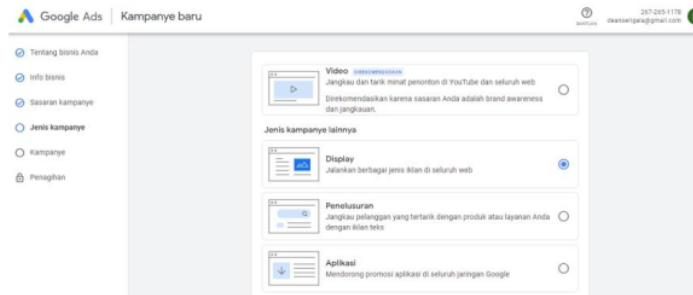 Google Ads
Kampanye baru
267-265-1178
Tentang bisnis Anda
Info bisnis
Sasaran kampanye
Jenis kampanye
Kampanye
Penagihan
Video DIREKOMENDASIKAN
Jangkau dan tarik minat penonton di YouTube dan seluruh web
Direkomendasikan karena sasaran Anda adalah brand awareness
dan jangkauan.
Jenis kampanye lainnya
Display
Jalankan berbagai jenis iklan di seluruh web
Penelusuran
Jangkau pelanggan yang tertarik dengan produk atau layanan Anda
dengan iklan teks
Aplikasi
Mendorong promosi aplikasi di seluruh jaringan Google